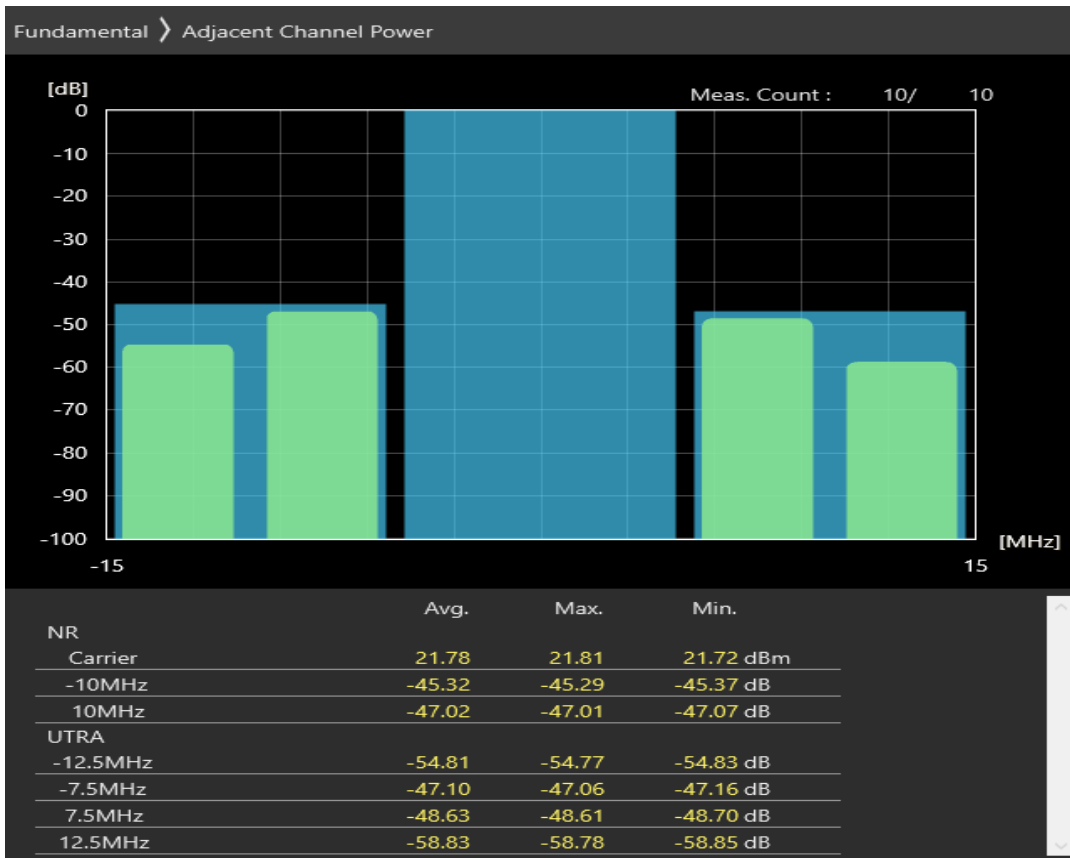 Fundamental ❭ Adjacent Channel Power
[dB]
Meas. Count : 10/ 10
0
-10
-20
-30
-40
-50
-60
-70
-80
-90
-100
[MHz]
-15 15
Avg. Max. Min.
NR
Carrier 21.78 21.81 21.72 dBm
-10MHz -45.32 -45.29 -45.37 dB
10MHz -47.02 -47.01 -47.07 dB
UTRA
-12.5MHz -54.81 -54.77 -54.83 dB
-7.5MHz -47.10 -47.06 -47.16 dB
7.5MHz -48.63 -48.61 -48.70 dB
12.5MHz -58.83 -58.78 -58.85 dB